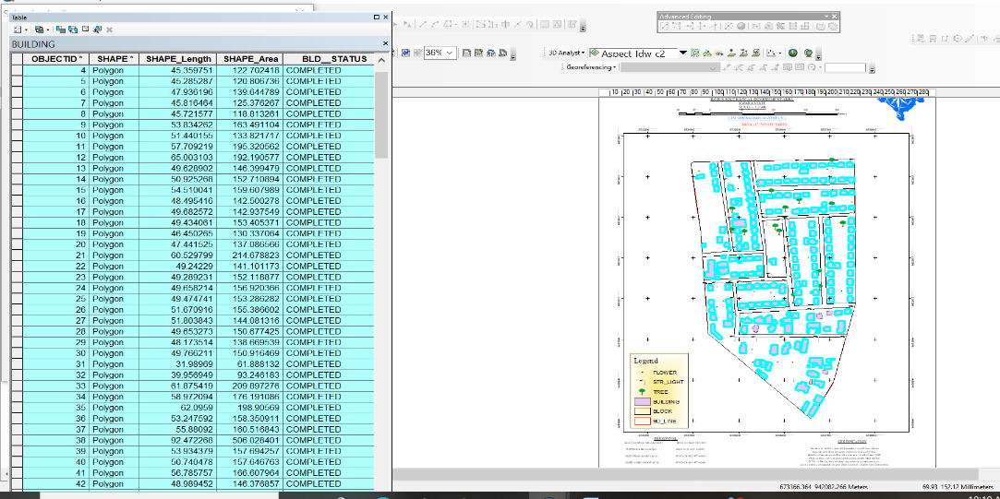 Table
Advanced Editing
BUILDING
36%
3D Analyst
Aspect Idw c2
Georeferencing
OBJECTID * SHAPE * SHAPE_Length SHAPE_Area BLD__STATUS
4 Polygon 45.359751 122.702418 COMPLETED
5 Polygon 45.285287 120.806736 COMPLETED
6 Polygon 47.936196 139.644789 COMPLETED
7 Polygon 45.816464 125.376267 COMPLETED
8 Polygon 45.721577 118.813261 COMPLETED
9 Polygon 53.834262 163.491104 COMPLETED
10 Polygon 51.440155 133.821717 COMPLETED
11 Polygon 57.709219 195.320562 COMPLETED
12 Polygon 65.003103 192.190577 COMPLETED
13 Polygon 49.628902 146.399479 COMPLETED
14 Polygon 50.925268 152.710894 COMPLETED
15 Polygon 54.510041 159.607989 COMPLETED
16 Polygon 48.495416 142.500278 COMPLETED
17 Polygon 49.682572 142.937549 COMPLETED
18 Polygon 49.434061 153.405371 COMPLETED
19 Polygon 46.450265 130.337064 COMPLETED
20 Polygon 47.441525 137.086566 COMPLETED
21 Polygon 60.529799 214.678823 COMPLETED
22 Polygon 49.24229 141.101173 COMPLETED
23 Polygon 49.289231 152.118877 COMPLETED
24 Polygon 49.658214 156.920366 COMPLETED
25 Polygon 49.474741 153.286282 COMPLETED
26 Polygon 51.670916 155.386602 COMPLETED
27 Polygon 51.803843 144.081316 COMPLETED
28 Polygon 49.653273 150.677425 COMPLETED
29 Polygon 48.173514 138.669539 COMPLETED
30 Polygon 49.766211 150.916469 COMPLETED
31 Polygon 31.98969 61.888132 COMPLETED
32 Polygon 39.956949 93.246183 COMPLETED
33 Polygon 61.875419 209.897276 COMPLETED
34 Polygon 58.972094 176.191086 COMPLETED
35 Polygon 62.0959 198.90569 COMPLETED
36 Polygon 53.247592 158.350911 COMPLETED
37 Polygon 55.88092 160.516843 COMPLETED
38 Polygon 92.472268 506.028401 COMPLETED
39 Polygon 53.934379 157.694257 COMPLETED
40 Polygon 50.740478 157.646763 COMPLETED
41 Polygon 56.785757 166.607964 COMPLETED
42 Polygon 48.989452 146.376857 COMPLETED
10 20 30 40 50 60 70 80 90 100 110 120 130 140 150 160 170 180 190 200 210 220 230 240 250 260 270 280
Legend
FLOWER
STR_LIGHT
TREE
BUILDING
BLOCK
BD_LINE
673366.364 942082.266 Meters
69.93 152.12 Millimeters